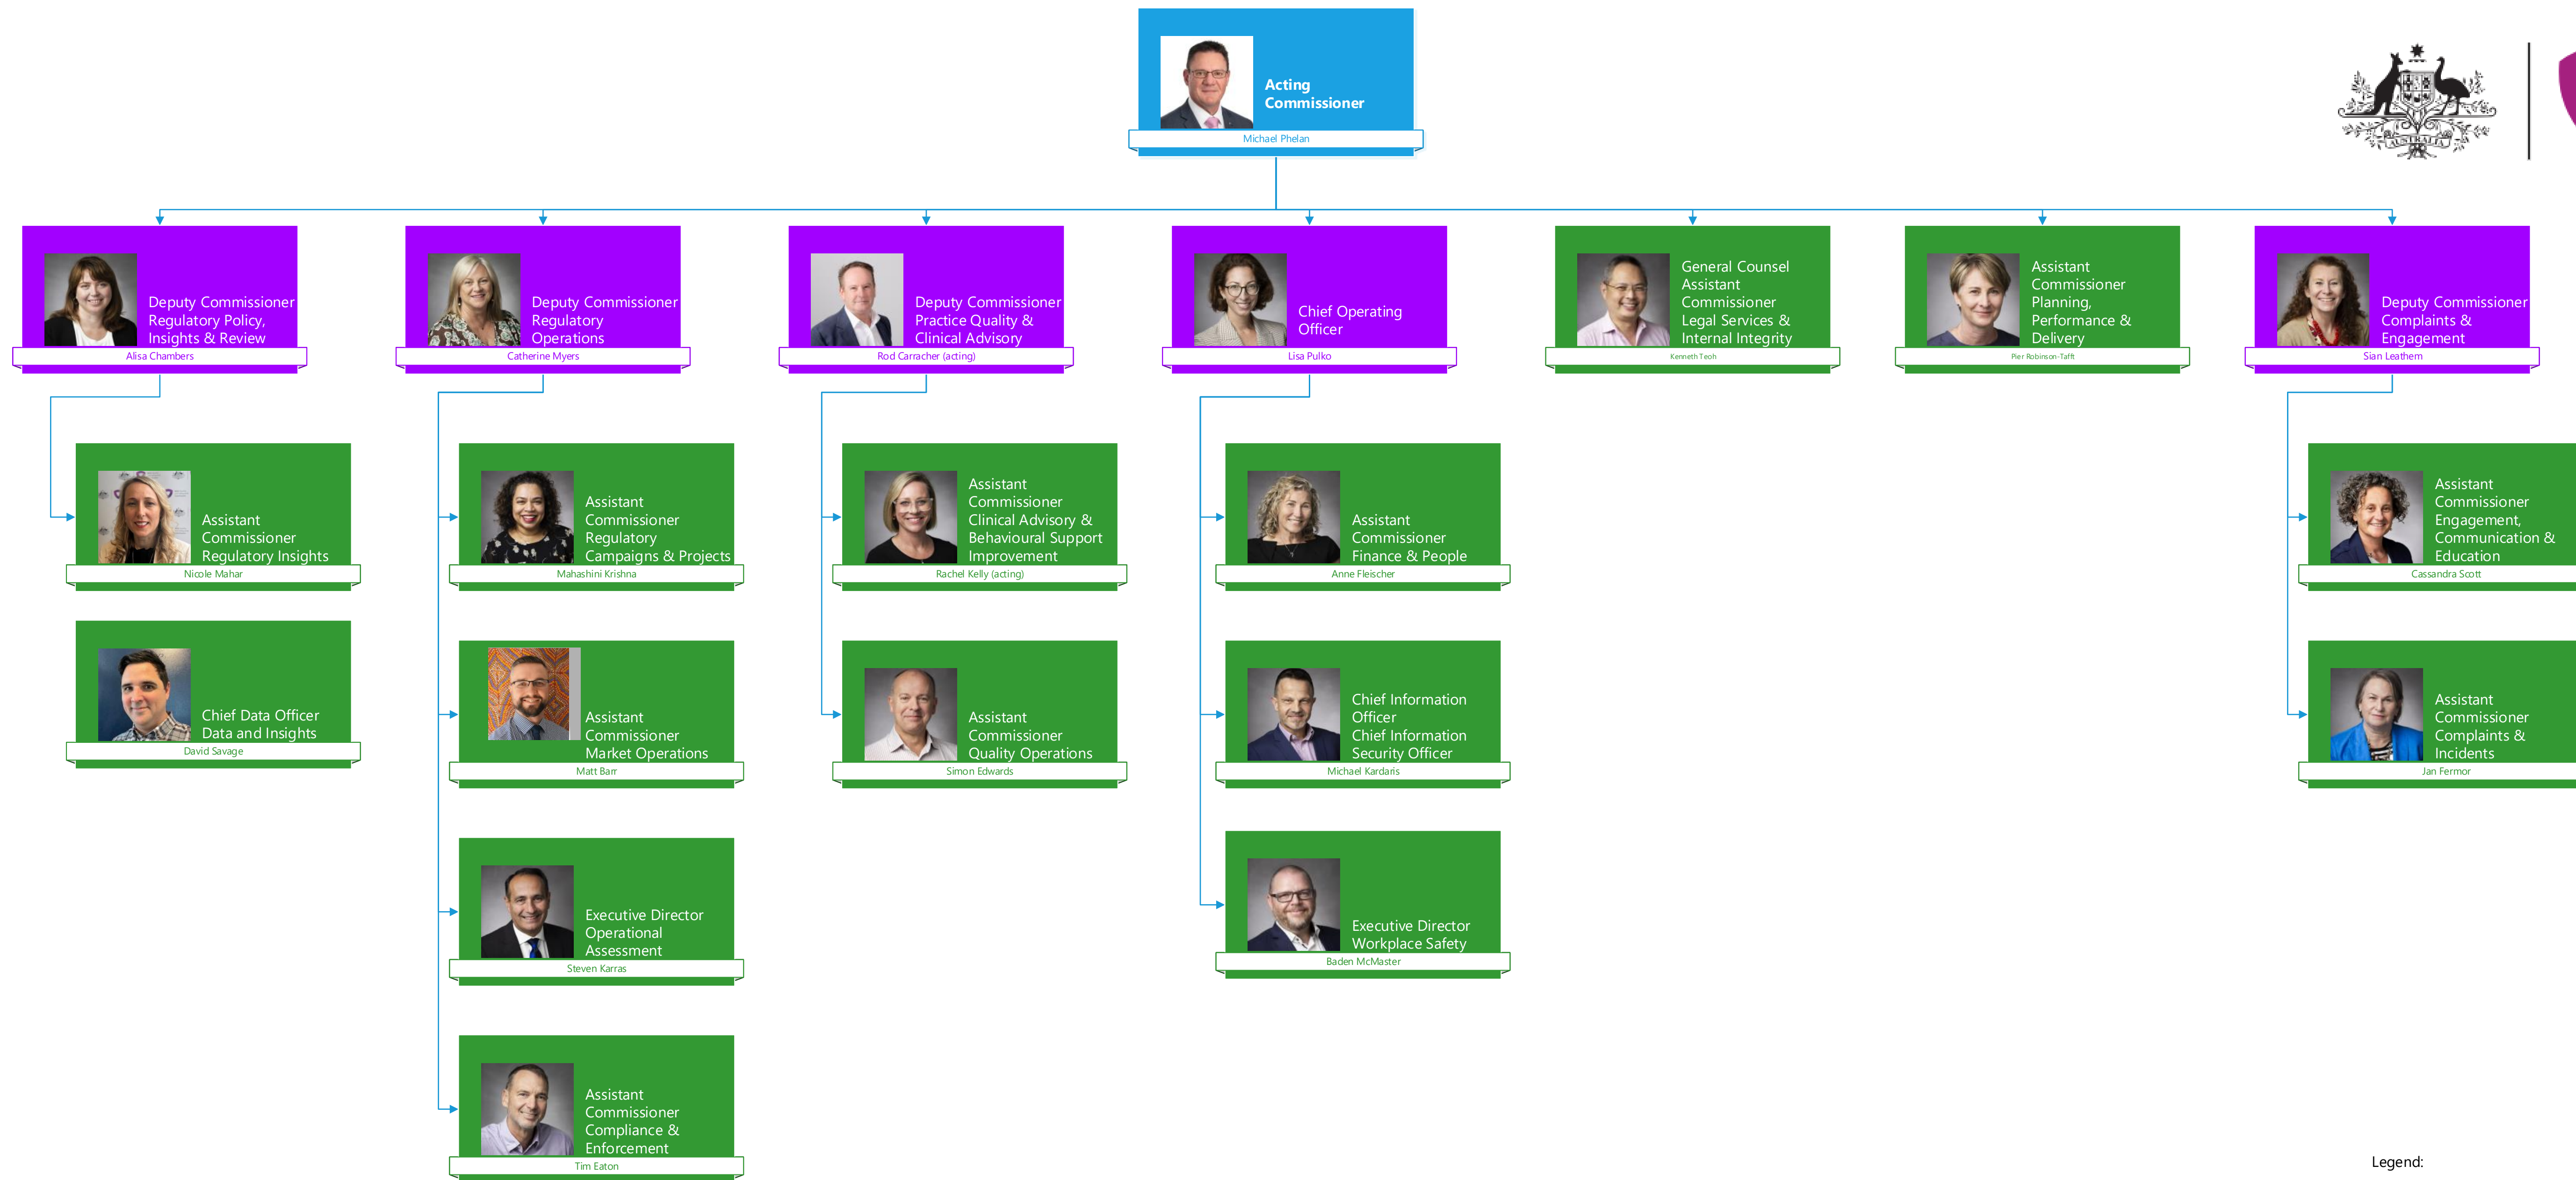 Acting
Commissioner
Michael Phelan
AUSTRALIA
Deputy Commissioner
Regulatory Policy,
Insights & Review
Alisa Chambers
Deputy Commissioner
Regulatory
Operations
Catherine Myers
Deputy Commissioner
Practice Quality &
Clinical Advisory
Rod Carracher (acting)
Chief Operating
Officer
Lisa Pulko
General Counsel
Assistant
Commissioner
Legal Services &
Internal Integrity
Kenneth Teoh
Assistant
Commissioner
Planning,
Performance &
Delivery
Pier Robinson-Tafft
Deputy Commissioner
Complaints &
Engagement
Sian Leathem
Assistant
Commissioner
Regulatory Insights
Nicole Mahar
Assistant
Commissioner
Regulatory
Campaigns & Projects
Mahashini Krishna
Assistant
Commissioner
Clinical Advisory &
Behavioural Support
Improvement
Rachel Kelly (acting)
Assistant
Commissioner
Finance & People
Anne Fleischer
Assistant
Commissioner
Engagement,
Communication &
Education
Cassandra Scott
Chief Data Officer
Data and Insights
David Savage
Assistant
Commissioner
Market Operations
Matt Barr
Assistant
Commissioner
Quality Operations
Simon Edwards
Chief Information
Officer
Chief Information
Security Officer
Michael Kardaris
Assistant
Commissioner
Complaints &
Incidents
Jan Fermor
Executive Director
Operational
Assessment
Steven Karras
Executive Director
Workplace Safety
Baden McMaster
Assistant
Commissioner
Compliance &
Enforcement
Tim Eaton
Legend: